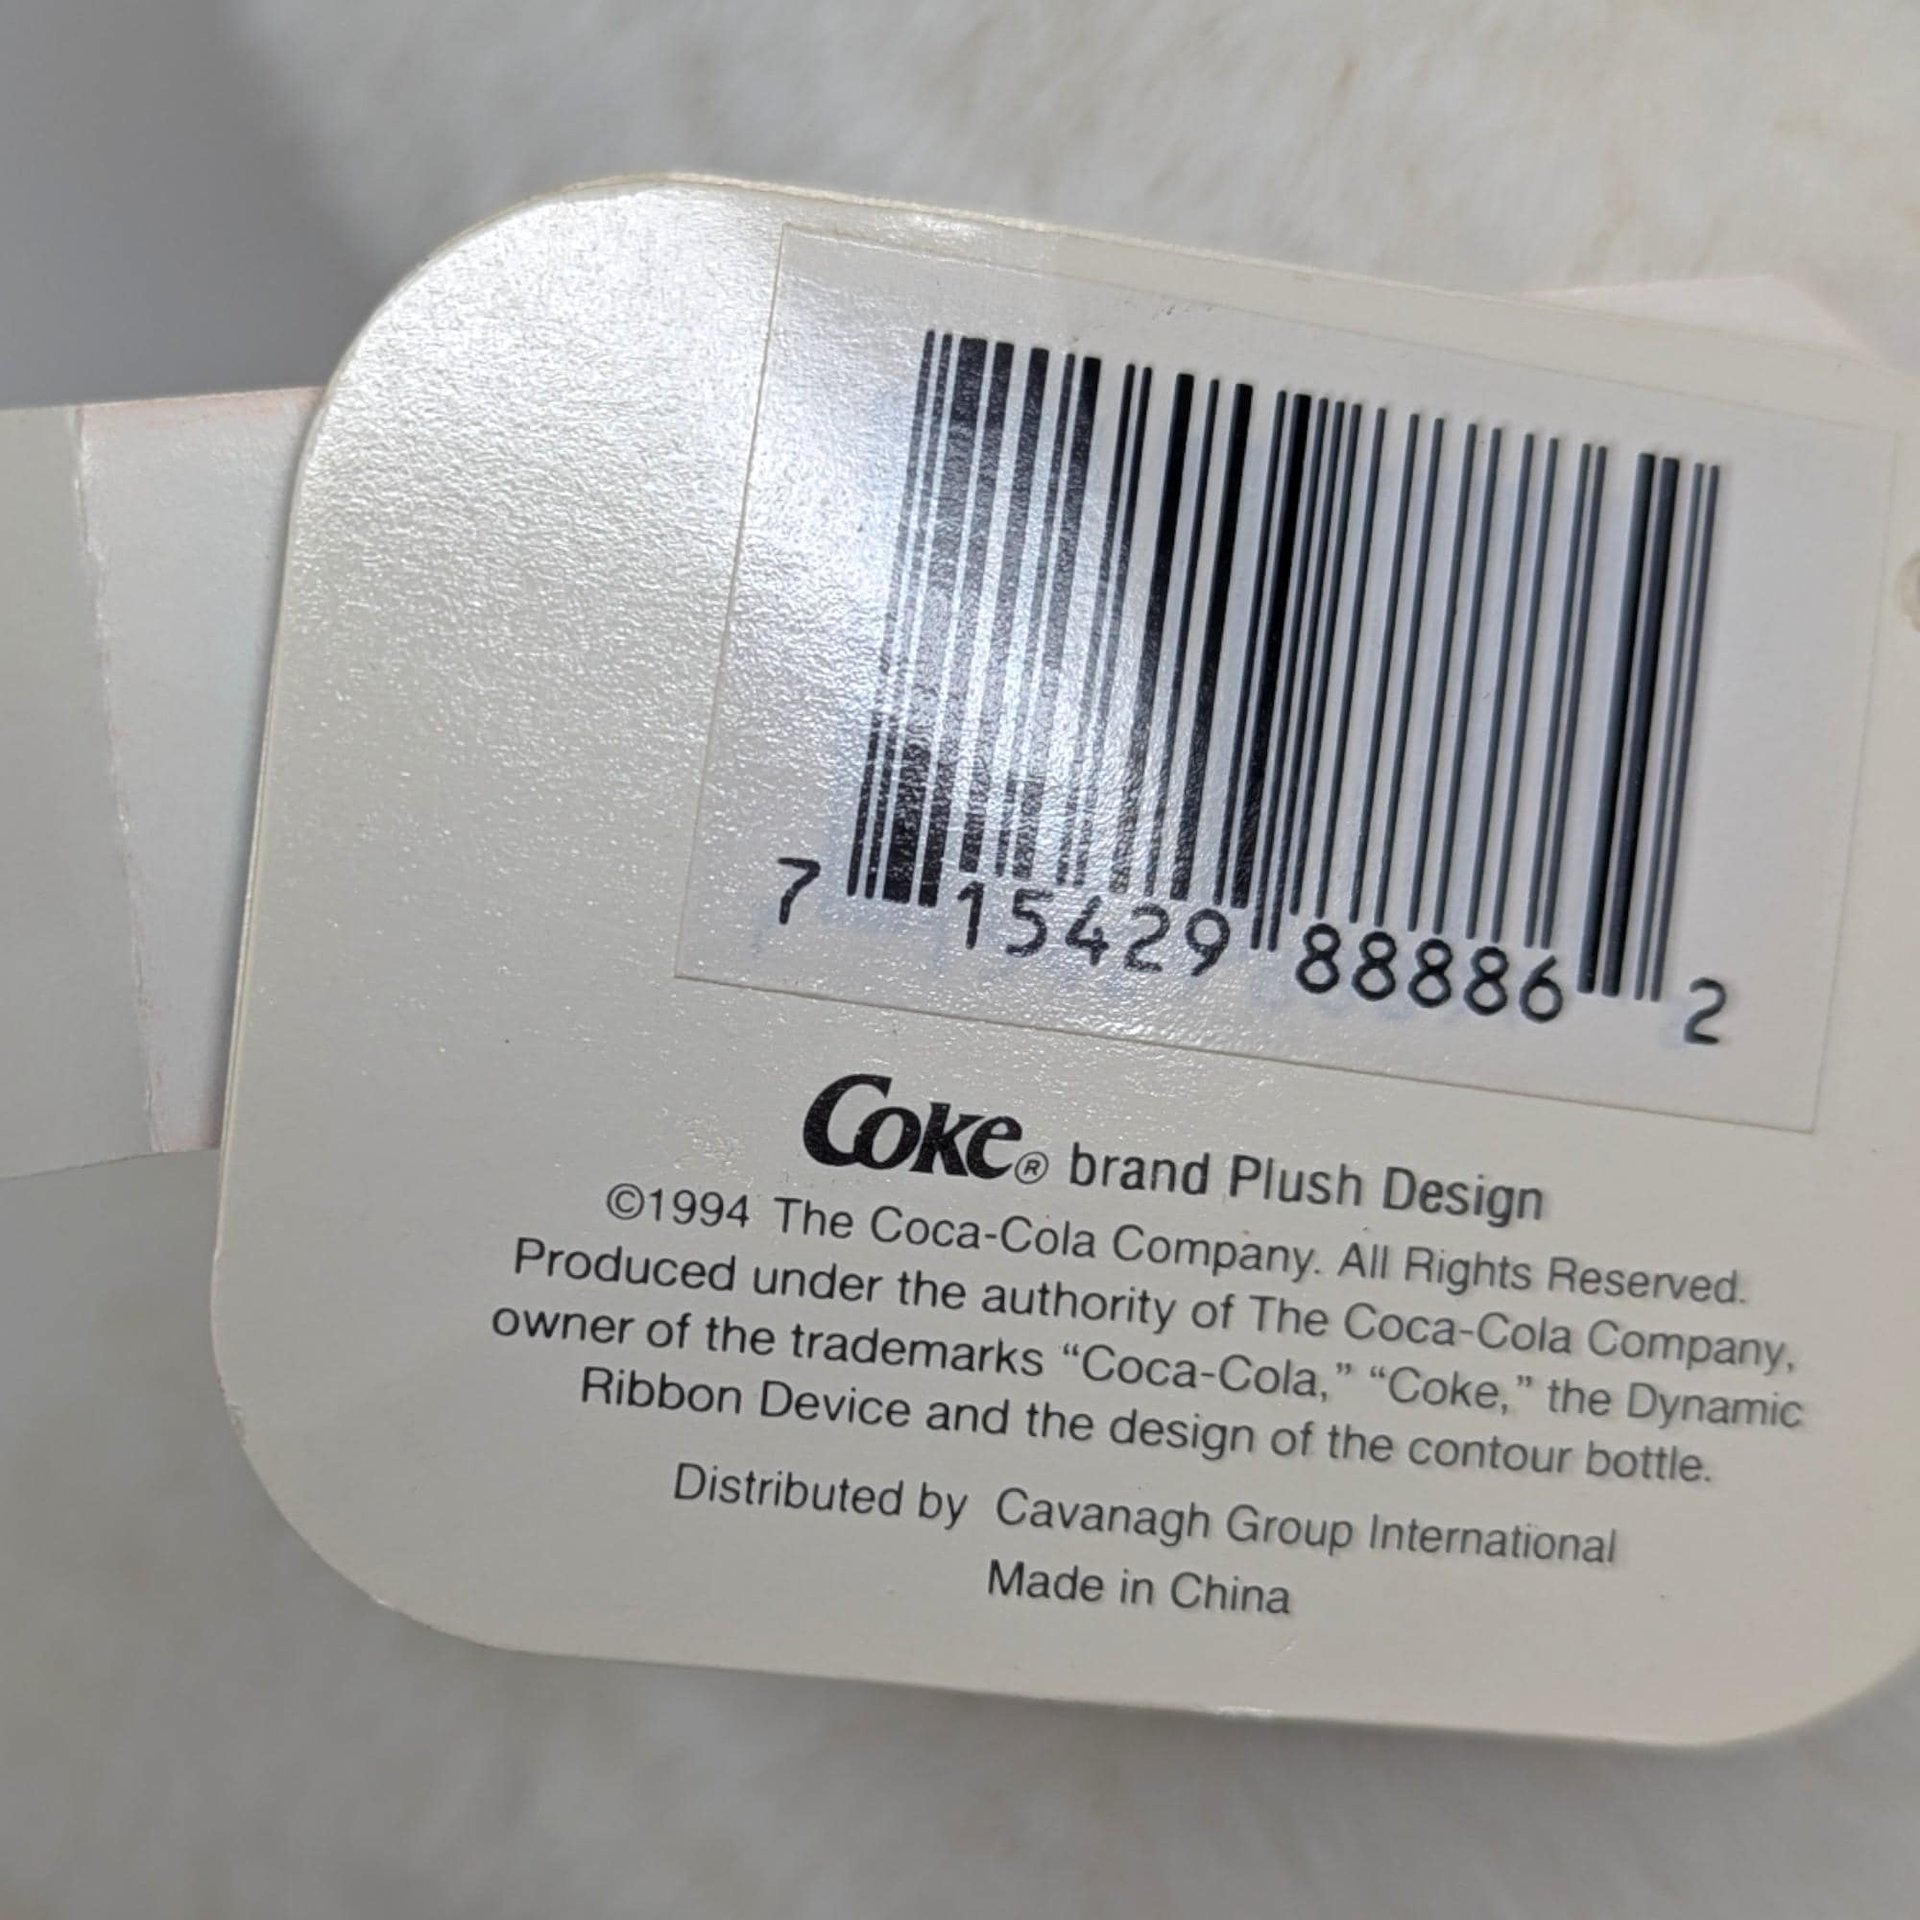 7 15429 88886 2
Coke® brand Plush Design
©1994 The Coca-Cola Company. All Rights Reserved.
Produced under the authority of The Coca-Cola Company,
owner of the trademarks “Coca-Cola,” “Coke,” the Dynamic
Ribbon Device and the design of the contour bottle.
Distributed by Cavanagh Group International
Made in China